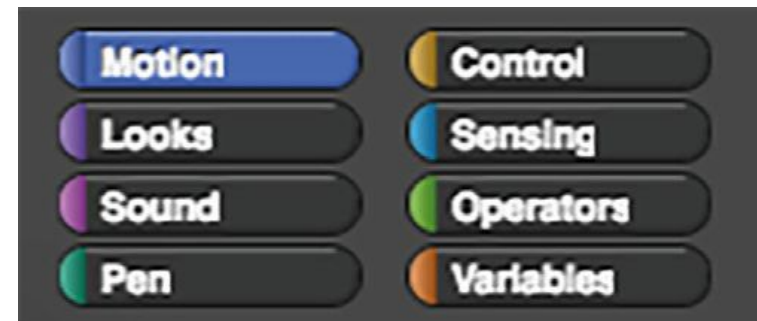 Motion Control
Looks Sensing
Sound Operators
Pen Variables